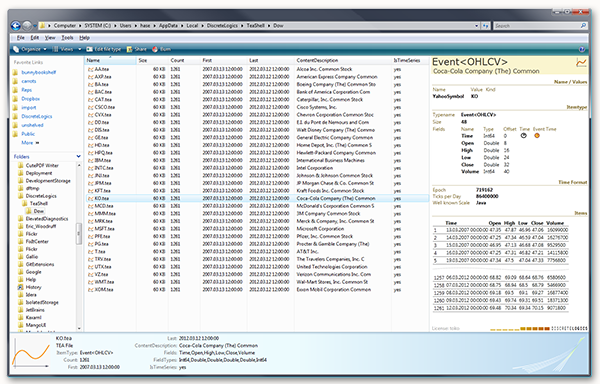 Computer ▸ SYSTEM (C:) ▸ Users ▸ hase ▸ AppData ▸ Local ▸ DiscreteLogics ▸ TeaShell ▸ Dow
File Edit View Tools Help
Organize Views Edit file type Share Burn
Favorite Links
bunnybookshelf
carrots
Reps
Dropbox
import
DiscreteLogics
unshelved
Public
More »
Folders
CutePDF Writer
Deployment
DevelopmentStorage
dftmp
DiscreteLogics
TeaShell
Dow
ElevatedDiagnostics
Eric_Woodruff
FixBCenter
Flickr
Gallio
GitExtensions
Google
Help
History
Idera
IsolatedStorage
JetBrains
Kaxaml
MangoUI
Name Size Count First Last ContentDescription IsTimeSeries
AA.tea 60 KB 1261 2007.03.13 12:00:00 2012.03.12 12:00:00 Alcoa Inc. Common Stock yes
AXP.tea 60 KB 1261 2007.03.13 12:00:00 2012.03.12 12:00:00 American Express Company Common yes
BA.tea 60 KB 1261 2007.03.13 12:00:00 2012.03.12 12:00:00 Boeing Company (The) Common Sto yes
BAC.tea 60 KB 1261 2007.03.13 12:00:00 2012.03.12 12:00:00 Bank of America Corporation Com yes
CAT.tea 60 KB 1261 2007.03.13 12:00:00 2012.03.12 12:00:00 Caterpillar, Inc. Common Stock yes
CSCO.tea 60 KB 1261 2007.03.13 12:00:00 2012.03.12 12:00:00 Cisco Systems, Inc. yes
CVX.tea 60 KB 1261 2007.03.13 12:00:00 2012.03.12 12:00:00 Chevron Corporation Common Stoc yes
DD.tea 60 KB 1261 2007.03.13 12:00:00 2012.03.12 12:00:00 E.I. du Pont de Nemours and Com yes
DIS.tea 60 KB 1261 2007.03.13 12:00:00 2012.03.12 12:00:00 Walt Disney Company (The) Commo yes
GE.tea 60 KB 1261 2007.03.13 12:00:00 2012.03.12 12:00:00 General Electric Company Common yes
HD.tea 60 KB 1261 2007.03.13 12:00:00 2012.03.12 12:00:00 Home Depot, Inc. (The) Common S yes
HPQ.tea 60 KB 1261 2007.03.13 12:00:00 2012.03.12 12:00:00 Hewlett-Packard Company Common yes
IBM.tea 60 KB 1261 2007.03.13 12:00:00 2012.03.12 12:00:00 International Business Machines yes
INTC.tea 60 KB 1261 2007.03.13 12:00:00 2012.03.12 12:00:00 Intel Corporation yes
JNJ.tea 60 KB 1261 2007.03.13 12:00:00 2012.03.12 12:00:00 Johnson & Johnson Common Stock yes
JPM.tea 60 KB 1261 2007.03.13 12:00:00 2012.03.12 12:00:00 JP Morgan Chase & Co. Common St yes
KFT.tea 60 KB 1261 2007.03.13 12:00:00 2012.03.12 12:00:00 Kraft Foods Inc. Common Stock yes
KO.tea 60 KB 1261 2007.03.13 12:00:00 2012.03.12 12:00:00 Coca-Cola Company (The) Common yes
MCD.tea 60 KB 1261 2007.03.13 12:00:00 2012.03.12 12:00:00 McDonald's Corporation Common S yes
MMM.tea 60 KB 1261 2007.03.13 12:00:00 2012.03.12 12:00:00 3M Company Common Stock yes
MRK.tea 60 KB 1261 2007.03.13 12:00:00 2012.03.12 12:00:00 Merck & Company, Inc. Common St yes
MSFT.tea 60 KB 1261 2007.03.13 12:00:00 2012.03.12 12:00:00 Microsoft Corporation yes
PFE.tea 60 KB 1261 2007.03.13 12:00:00 2012.03.12 12:00:00 Pfizer, Inc. Common Stock yes
PG.tea 60 KB 1261 2007.03.13 12:00:00 2012.03.12 12:00:00 Procter & Gamble Company (The) yes
T.tea 60 KB 1261 2007.03.13 12:00:00 2012.03.12 12:00:00 AT&T Inc. yes
TRV.tea 60 KB 1261 2007.03.13 12:00:00 2012.03.12 12:00:00 The Travelers Companies, Inc. C yes
UTX.tea 60 KB 1261 2007.03.13 12:00:00 2012.03.12 12:00:00 United Technologies Corporation yes
VZ.tea 60 KB 1261 2007.03.13 12:00:00 2012.03.12 12:00:00 Verizon Communications Inc. Com yes
WMT.tea 60 KB 1261 2007.03.13 12:00:00 2012.03.12 12:00:00 Wal-Mart Stores, Inc. Common St yes
XOM.tea 60 KB 1261 2007.03.13 12:00:00 2012.03.12 12:00:00 Exxon Mobil Corporation Common yes
Event<OHLCV>
Coca-Cola Company (The) Common
Name / Values
Name Value Kind
YahooSymbol KO
Itemtype
Typename Event<OHLCV>
Size 48
Fields Name Type Offset Time Event Time
Time Int64 0
Open Double 8
High Double 16
Low Double 24
Close Double 32
Volume Int64 40
Time Format
Epoch 719162
Ticks per Day 86400000
Well known Scale Java
Items
Time Open High Low Close Volume
1 13.03.2007 00:00:00 47.35 47.87 46.96 47.06 16099000
2 14.03.2007 00:00:00 47.25 47.34 46.59 47.04 16276700
3 15.03.2007 00:00:00 46.95 47.13 46.66 47.08 9529500
4 16.03.2007 00:00:00 47.25 47.31 46.82 47.21 14115800
5 19.03.2007 00:00:00 47.34 47.5 47.04 47.33 7756600
1257 06.03.2012 00:00:00 68.82 69.09 68.64 68.76 6580600
1258 07.03.2012 00:00:00 68.75 68.94 68.5 68.79 5466900
1259 08.03.2012 00:00:00 69.18 69.5 69.1 69.27 16877400
1260 09.03.2012 00:00:00 69.43 69.74 69.31 69.51 18371300
1261 12.03.2012 00:00:00 69.48 70.34 69.34 70.15 9071600
License: links DISCRETELOGICS
KO.tea
TEA File
ItemType: Event<OHLCV>
Count: 1261
First: 2007.03.13 12:00:00
Last: 2012.03.12 12:00:00
ContentDescription: Coca-Cola Company (The) Common
Fields: Time,Open,High,Low,Close,Volume
FieldTypes: Int64,Double,Double,Double,Double,Int64
IsTimeSeries: yes